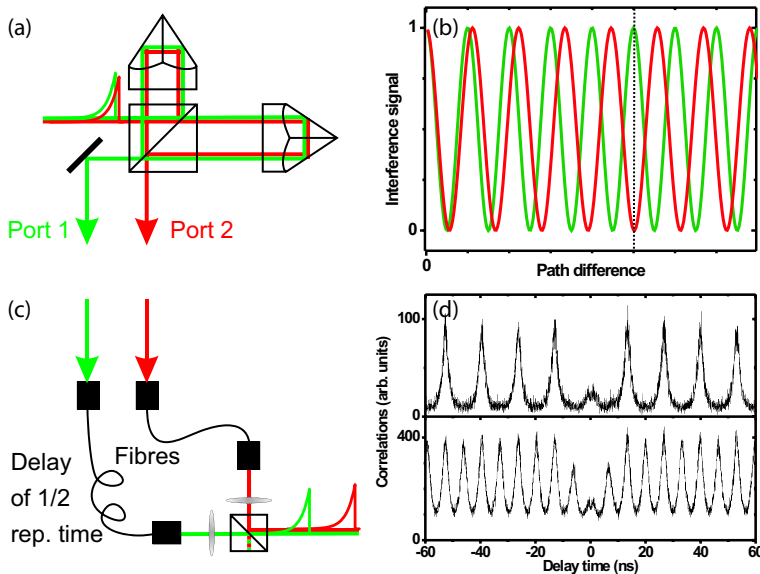 (a)
Port 1
Port 2
(b)
Interference signal
1
0
0
Path difference
(c)
Fibres
Delay
of 1/2
rep. time
(d)
Correlations (arb. units)
100
0
400
0
-60
-40
-20
0
20
40
60
Delay time (ns)